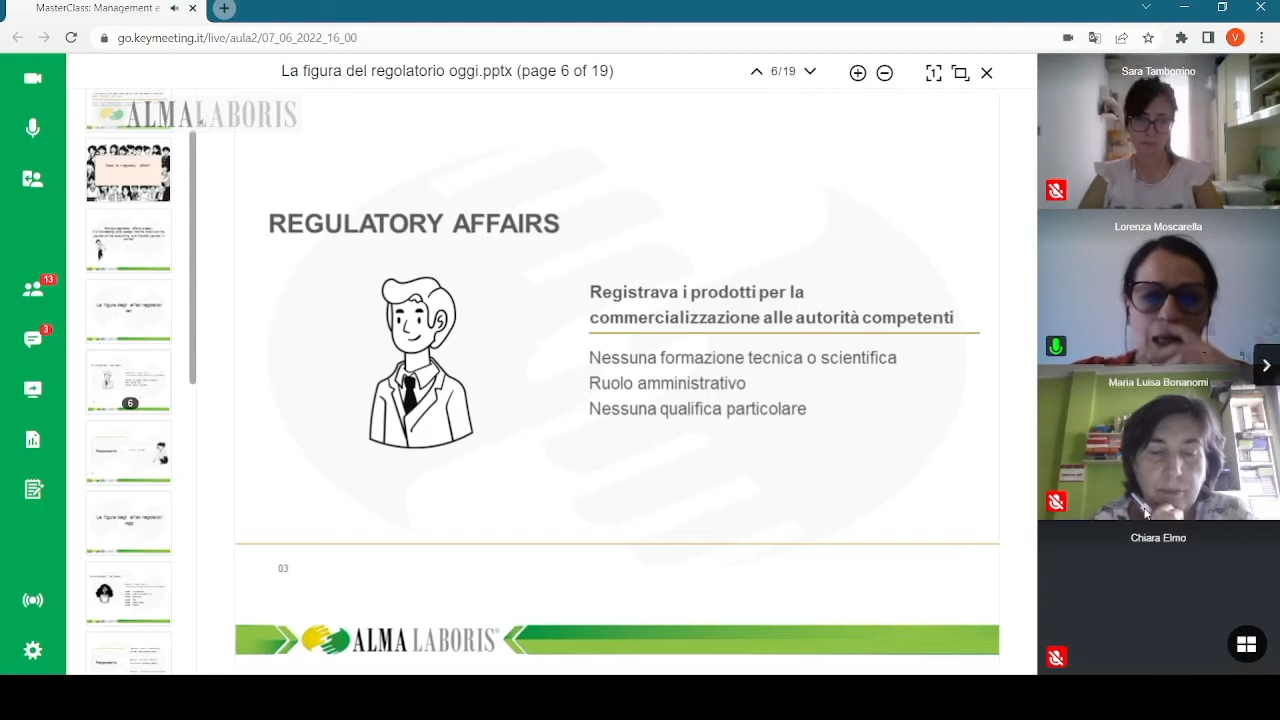 MasterClass: Management e
go.keymeeting.it/live/aula2/07_06_2022_16_00
V
La figura del regolatorio oggi.pptx (page 6 of 19)
6/19
1
ALMA LABORIS
REGULATORY AFFAIRS
Registrava i prodotti per la
commercializzazione alle autorità competenti
Nessuna formazione tecnica o scientifica
Ruolo amministrativo
Nessuna qualifica particolare
03
ALMA LABORIS
13
3
6
Sara Tamborrino
Lorenza Moscarella
Maria Luisa Bonanomi
Chiara Elmo